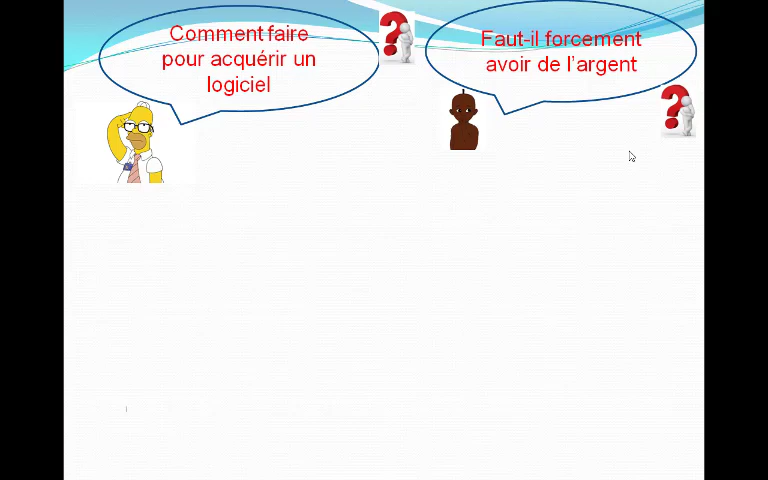 Comment faire
pour acquérir un
logiciel
?
Faut-il forcement
avoir de l'argent
?